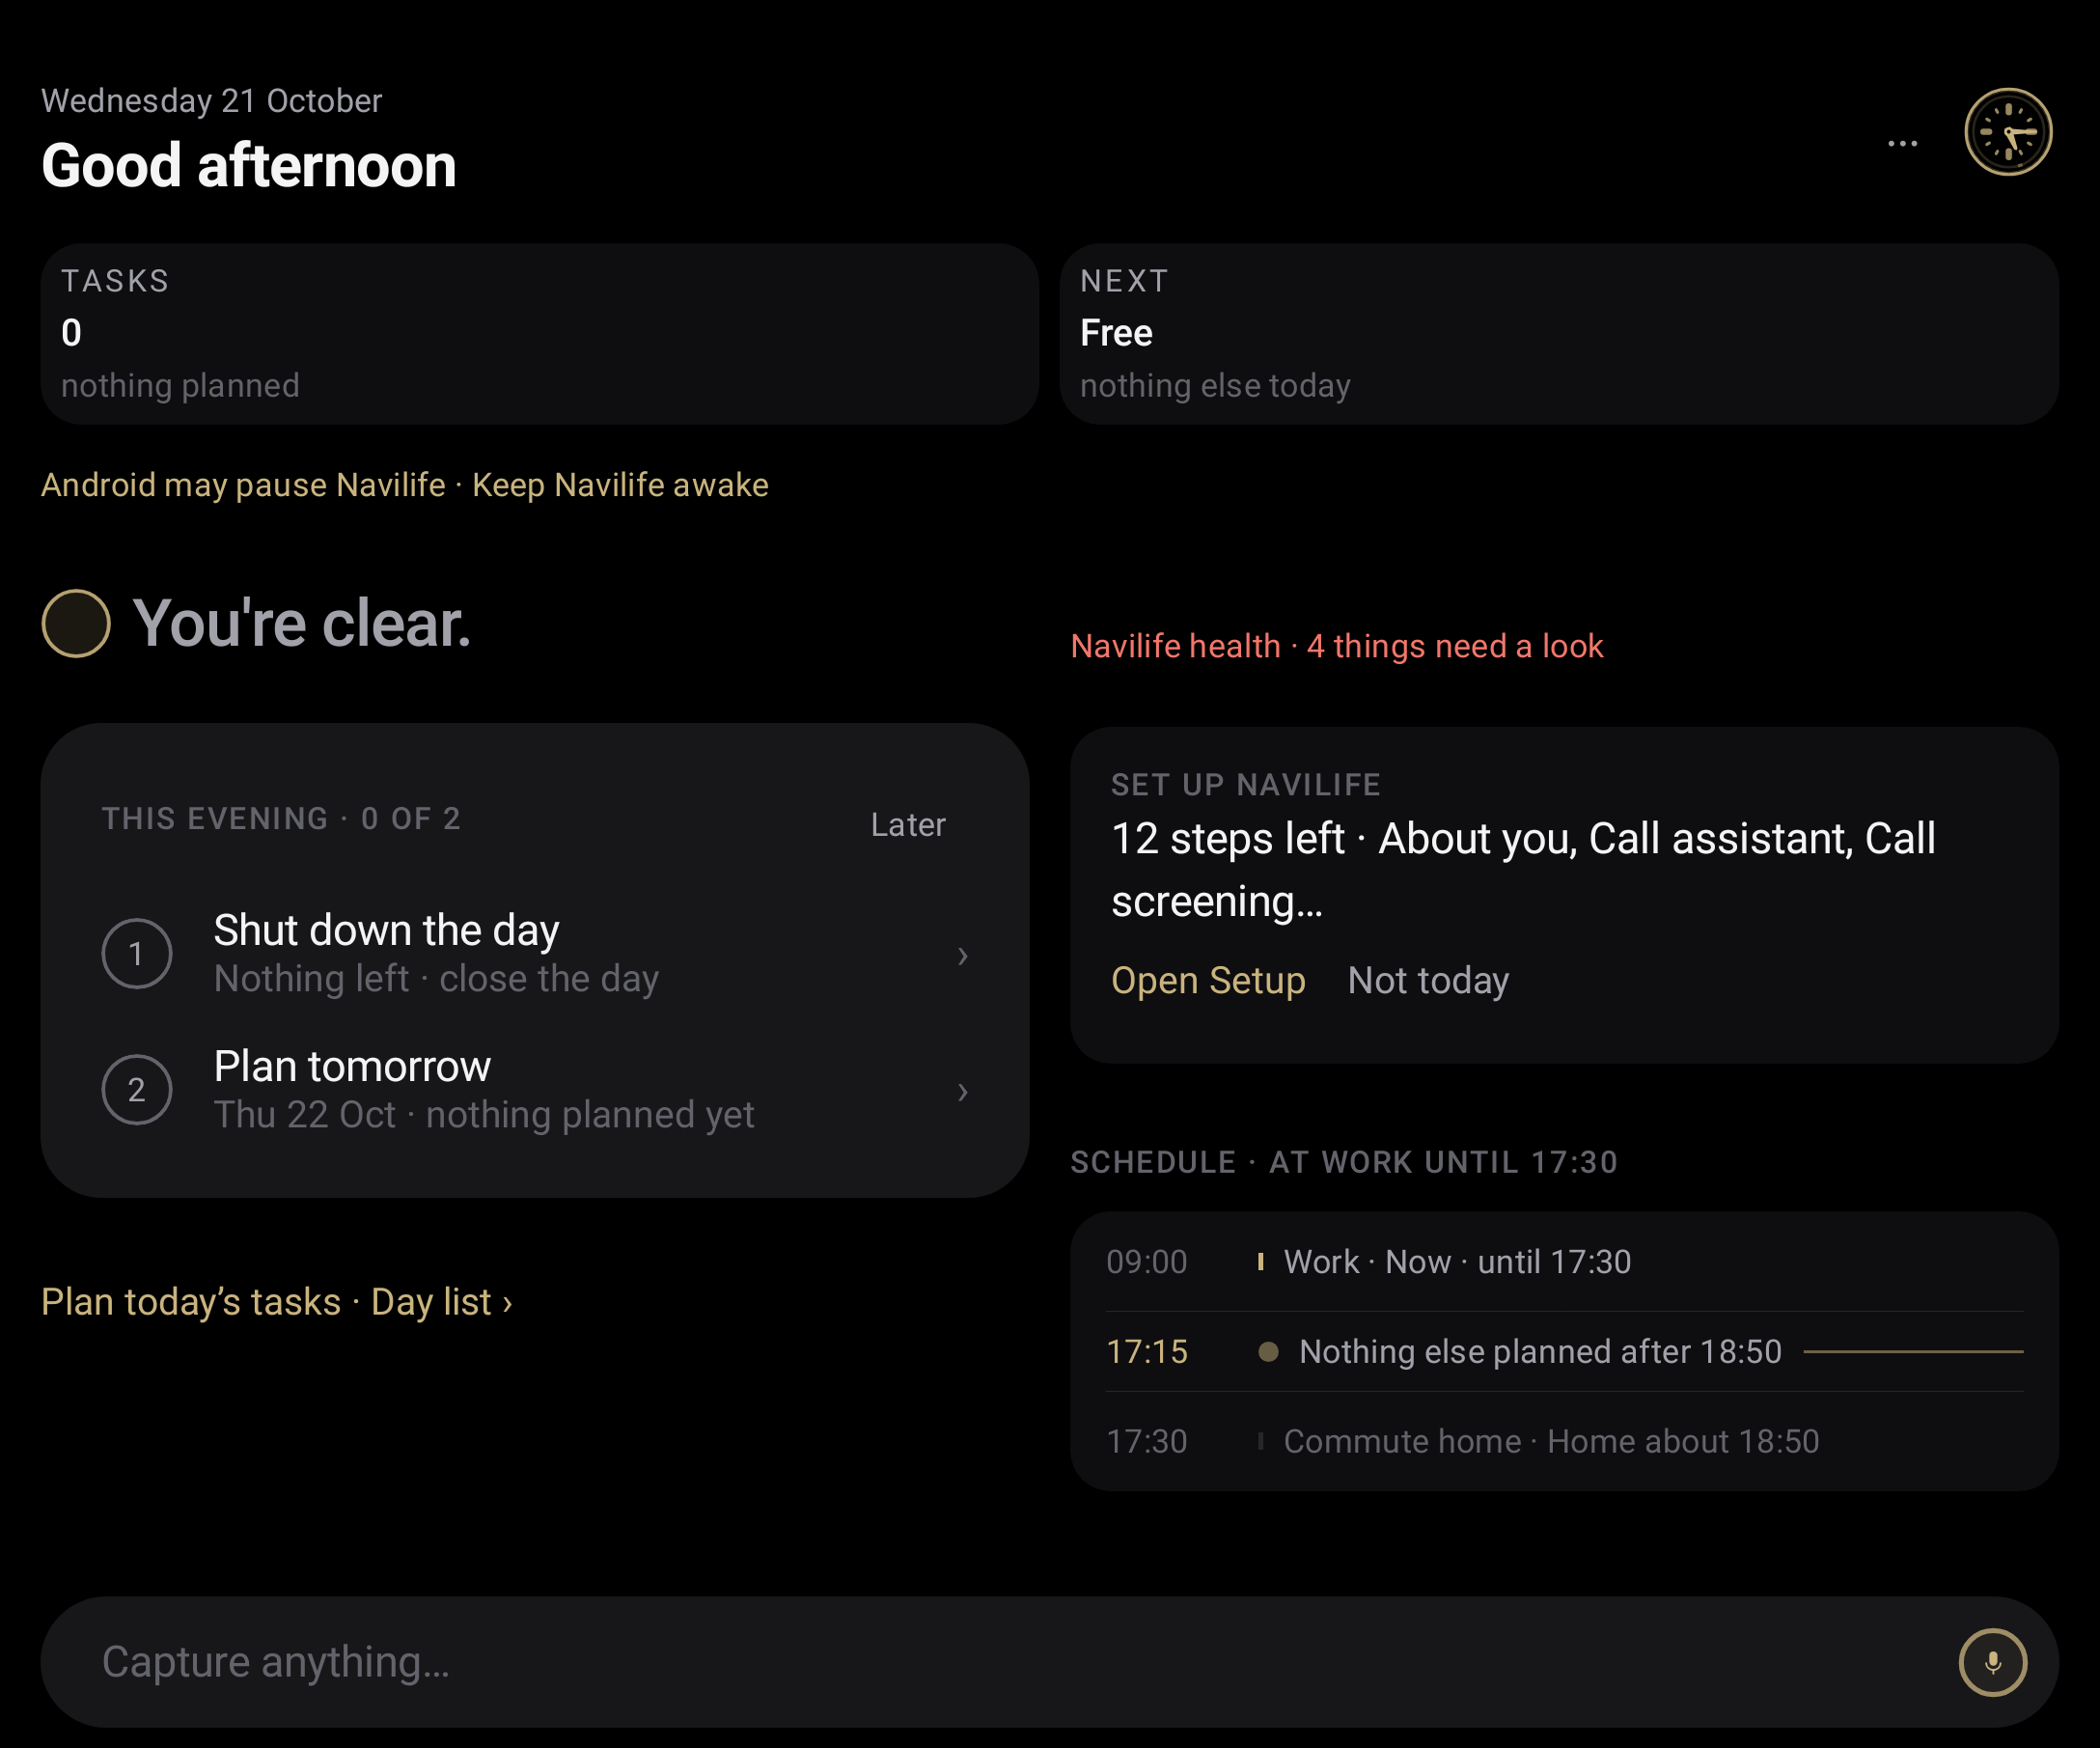 Wednesday 21 October
Good afternoon
...
TASKS
0
nothing planned
NEXT
Free
nothing else today
Android may pause Navilife · Keep Navilife awake
You're clear.
THIS EVENING · 0 OF 2
Later
1
Shut down the day
Nothing left · close the day
›
2
Plan tomorrow
Thu 22 Oct · nothing planned yet
›
Plan today’s tasks · Day list ›
Navilife health · 4 things need a look
SET UP NAVILIFE
12 steps left · About you, Call assistant, Call
screening…
Open Setup
Not today
SCHEDULE · AT WORK UNTIL 17:30
09:00 Work · Now · until 17:30
17:15 Nothing else planned after 18:50
17:30 Commute home · Home about 18:50
Capture anything…